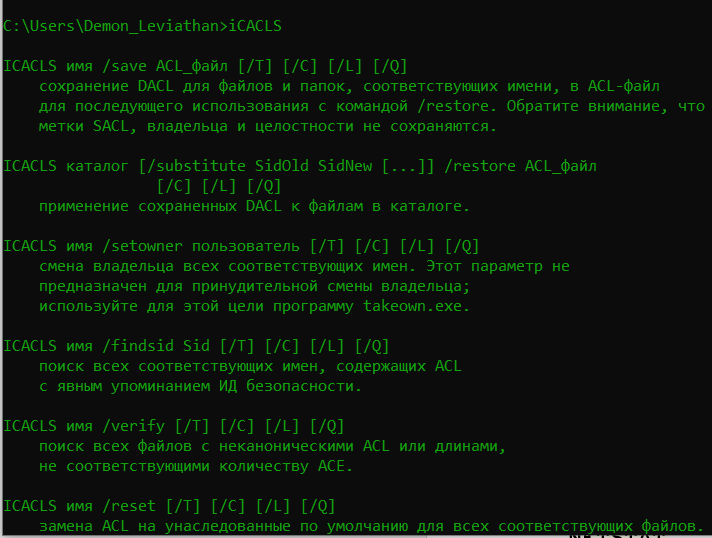 C:\Users\Demon_Leviathan>iCACLS
ICACLS имя /save ACL_файл [/T] [/C] [/L] [/Q]
сохранение DACL для файлов и папок, соответствующих имени, в ACL-файл
для последующего использования с командой /restore. Обратите внимание, что
метки SACL, владельца и целостности не сохраняются.
ICACLS каталог [/substitute SidOld SidNew [...]] /restore ACL_файл
[/C] [/L] [/Q]
применение сохраненных DACL к файлам в каталоге.
ICACLS имя /setowner пользователь [/T] [/C] [/L] [/Q]
смена владельца всех соответствующих имен. Этот параметр не
предназначен для принудительной смены владельца;
используйте для этой цели программу takeown.exe.
ICACLS имя /findsid Sid [/T] [/C] [/L] [/Q]
поиск всех соответствующих имен, содержащих ACL
с явным упоминанием ИД безопасности.
ICACLS имя /verify [/T] [/C] [/L] [/Q]
поиск всех файлов с неканоническими ACL или длинами,
не соответствующими количеству ACE.
ICACLS имя /reset [/T] [/C] [/L] [/Q]
замена ACL на унаследованные по умолчанию для всех соответствующих файлов.